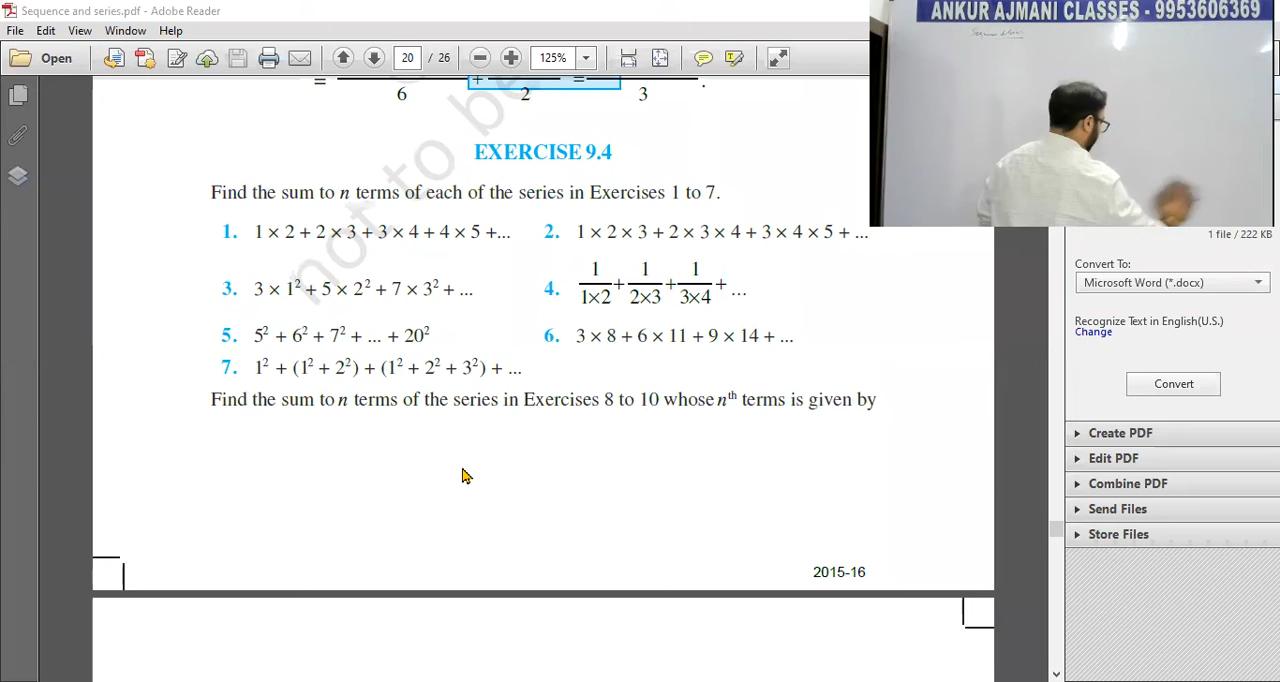 Sequence and series.pdf - Adobe Reader
File Edit View Window Help
Open 20 / 26 125%
ANKUR AJMANI CLASSES - 9953606369
= 6 + 2 = 3 .
not to be
EXERCISE 9.4
Find the sum to n terms of each of the series in Exercises 1 to 7.
1. 1 × 2 + 2 × 3 + 3 × 4 + 4 × 5 +... 2. 1 × 2 × 3 + 2 × 3 × 4 + 3 × 4 × 5 + ...
3. 3 × 1² + 5 × 2² + 7 × 3² + ... 4. 1/1×2 + 1/2×3 + 1/3×4 + ...
5. 5² + 6² + 7² + ... + 20² 6. 3 × 8 + 6 × 11 + 9 × 14 + ...
7. 1² + (1² + 2²) + (1² + 2² + 3²) + ...
Find the sum to n terms of the series in Exercises 8 to 10 whose nth terms is given by
2015-16
1 file / 222 KB
Convert To:
Microsoft Word (*.docx)
Recognize Text in English(U.S.)
Change
Convert
Create PDF
Edit PDF
Combine PDF
Send Files
Store Files